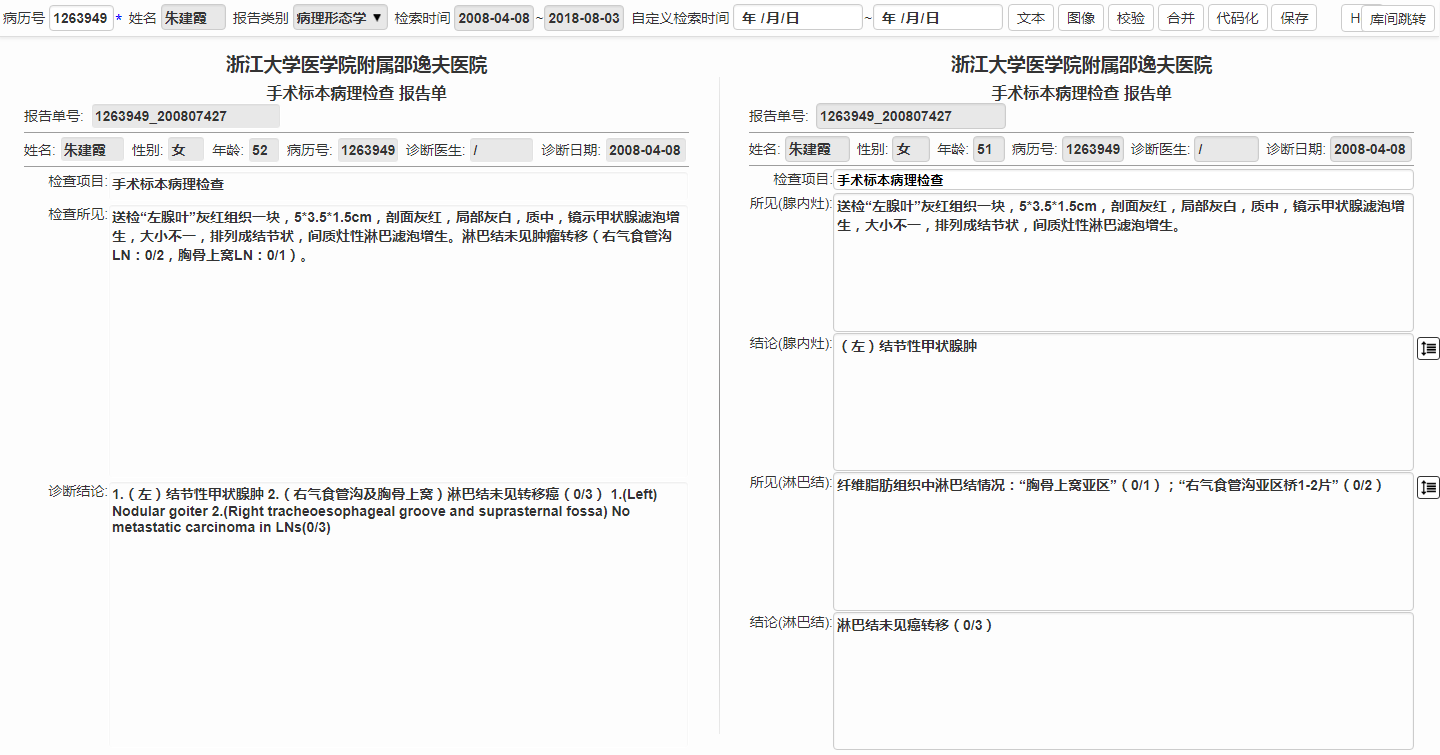 病历号 1263949 * 姓名 朱建霞 报告类别 病理形态学 ▼ 检索时间 2008-04-08 ~ 2018-08-03 自定义检索时间 年 /月/日 ~ 年 /月/日 文本 图像 校验 合并 代码化 保存 H 库间跳转
浙江大学医学院附属邵逸夫医院
手术标本病理检查 报告单
报告单号: 1263949_200807427
姓名: 朱建霞 性别: 女 年龄: 52 病历号: 1263949 诊断医生: / 诊断日期: 2008-04-08
检查项目: 手术标本病理检查
检查所见: 送检“左腺叶”灰红组织一块，5*3.5*1.5cm，剖面灰红，局部灰白，质中，镜示甲状腺滤泡增
生，大小不一，排列成结节状，间质灶性淋巴滤泡增生。淋巴结未见肿瘤转移（右气食管沟
LN：0/2，胸骨上窝LN：0/1）。
诊断结论: 1.（左）结节性甲状腺肿 2.（右气食管沟及胸骨上窝）淋巴结未见转移癌（0/3） 1.(Left)
Nodular goiter 2.(Right tracheoesophageal groove and suprasternal fossa) No
metastatic carcinoma in LNs(0/3)
浙江大学医学院附属邵逸夫医院
手术标本病理检查 报告单
报告单号: 1263949_200807427
姓名: 朱建霞 性别: 女 年龄: 51 病历号: 1263949 诊断医生: / 诊断日期: 2008-04-08
检查项目: 手术标本病理检查
所见(腺内灶): 送检“左腺叶”灰红组织一块，5*3.5*1.5cm，剖面灰红，局部灰白，质中，镜示甲状腺滤泡增
生，大小不一，排列成结节状，间质灶性淋巴滤泡增生。
结论(腺内灶): （左）结节性甲状腺肿
所见(淋巴结): 纤维脂肪组织中淋巴结情况：“胸骨上窝亚区”（0/1）；“右气食管沟亚区桥1-2片”（0/2）
结论(淋巴结): 淋巴结未见癌转移（0/3）